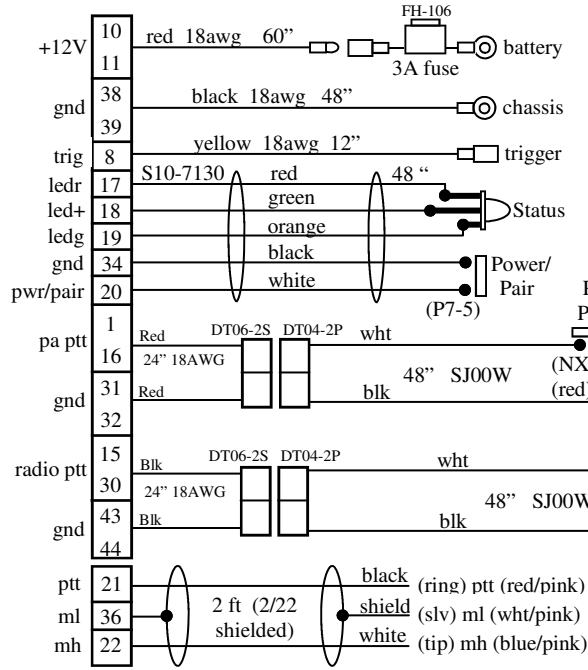 FH-106
+12V 10 red 18awg 60” battery
11 3A fuse
gnd 38 black 18awg 48” chassis
39
trig 8 yellow 18awg 12” trigger
ledr 17 S10-7130 red 48 “
led+ 18 green Status
ledg 19 orange
gnd 34 black Power/
pwr/pair 20 white Pair
(P7-5)
pa ptt 1 Red DT06-2S DT04-2P wht
16 24” 18AWG (NX
gnd 31 Red blk 48” SJ00W (red)
32
radio ptt 15 Blk DT06-2S DT04-2P wht
30 24” 18AWG 48” SJ00W
gnd 43 Blk blk
44
ptt 21 black (ring) ptt (red/pink)
ml 36 2 ft (2/22 shield (slv) ml (wht/pink)
mh 22 shielded) white (tip) mh (blue/pink)